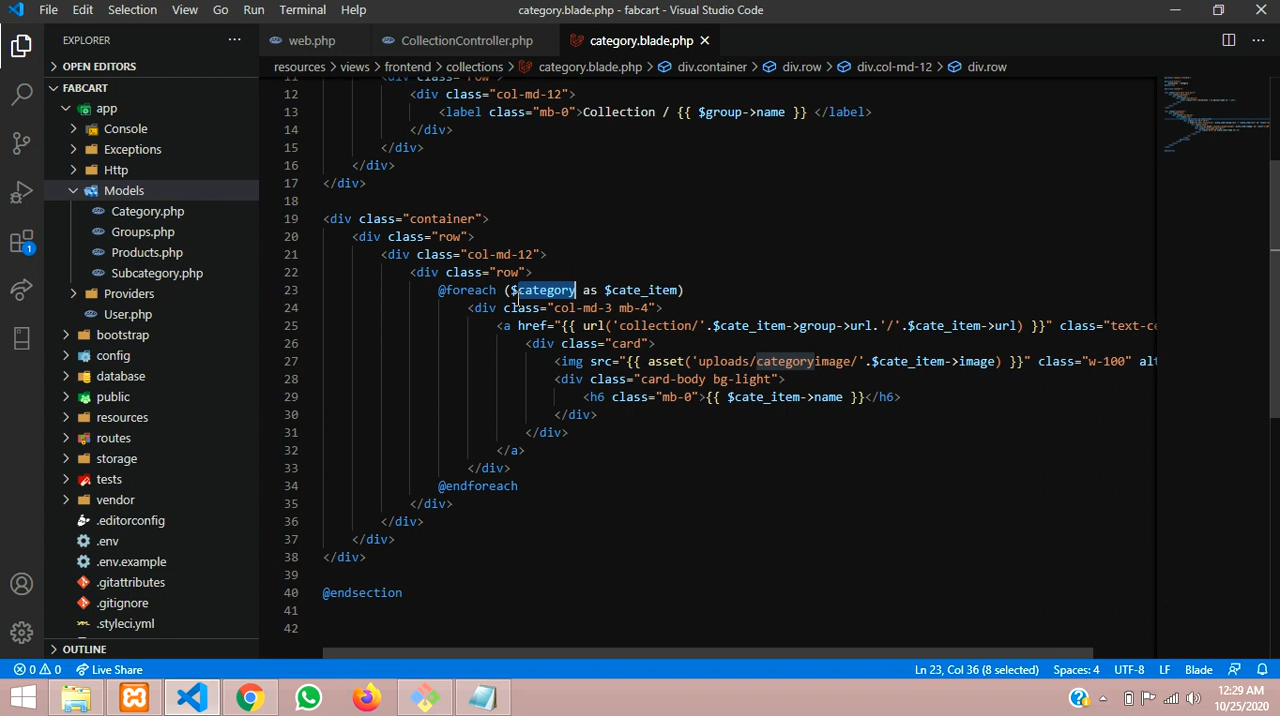 File Edit Selection View Go Run Terminal Help category.blade.php - fabcart - Visual Studio Code
EXPLORER ··· web.php CollectionController.php category.blade.php
OPEN EDITORS
resources > views > frontend > collections > category.blade.php > div.container > div.row > div.col-md-12 > div.row
FABCART
app
Console
Exceptions
Http
Models
Category.php
Groups.php
Products.php
Subcategory.php
Providers
User.php
bootstrap
config
database
public
resources
routes
storage
tests
vendor
.editorconfig
.env
.env.example
.gitattributes
.gitignore
.styleci.yml
OUTLINE
11 <div class="row">
12 <div class="col-md-12">
13 <label class="mb-0">Collection / {{ $group->name }} </label>
14 </div>
15 </div>
16 </div>
17 </div>
18
19 <div class="container">
20 <div class="row">
21 <div class="col-md-12">
22 <div class="row">
23 @foreach ($category as $cate_item)
24 <div class="col-md-3 mb-4">
25 <a href="{{ url('collection/'.$cate_item->group->url.'/'.$cate_item->url) }}" class="text-ce
26 <div class="card">
27 <img src="{{ asset('uploads/categoryimage/'.$cate_item->image) }}" class="w-100" alt
28 <div class="card-body bg-light">
29 <h6 class="mb-0">{{ $cate_item->name }}</h6>
30 </div>
31 </div>
32 </a>
33 </div>
34 @endforeach
35 </div>
36 </div>
37 </div>
38 </div>
39
40 @endsection
41
42
1
0 0 Live Share Ln 23, Col 36 (8 selected) Spaces: 4 UTF-8 LF Blade
12:29 AM
10/25/2020